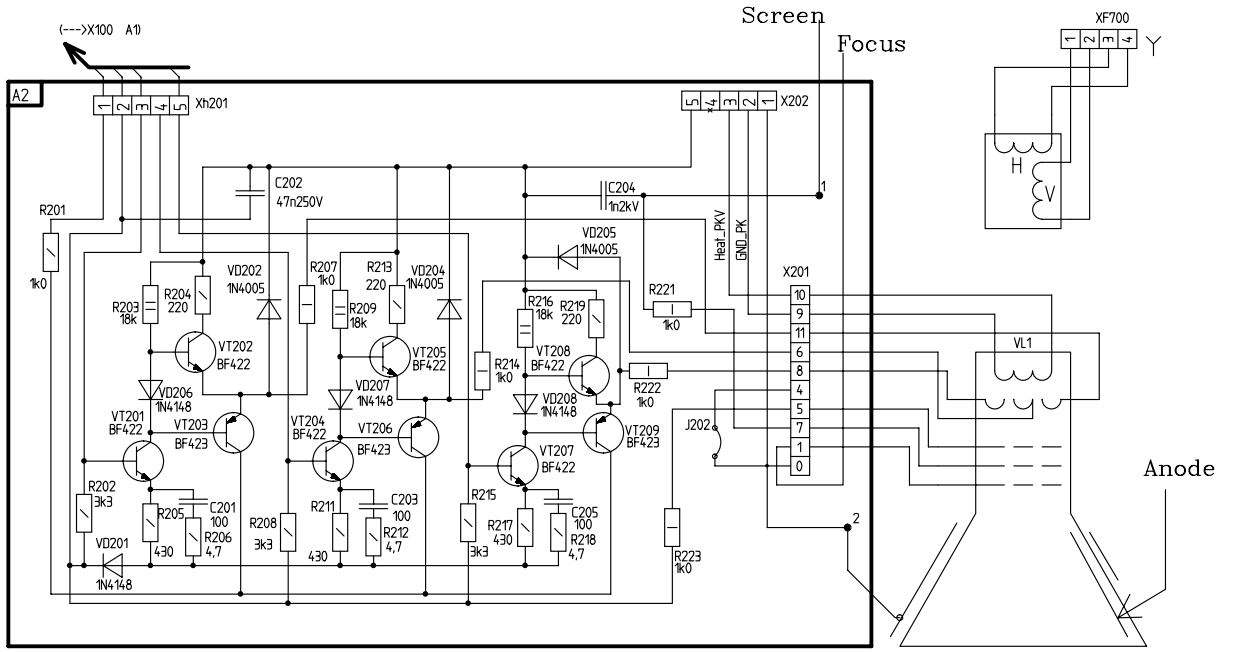 Screen
Focus
(--->X100 A1)
XF700
1 2 3 4
Y
A2
1 2 3 4 5
Xh201
5 *4 3 2 1
X202
C202
47n250V
C204
1n2kV
1
H
V
R201
1k0
Heat_PKV
GND_PK
VD205
1N4005
X201
R203
18k
R204
220
VD202
1N4005
R207
1k0
R209
18k
R213
220
VD204
1N4005
R216
18k
R219
220
R221
1k0
10
9
11
6
8
4
5
7
1
0
VT202
BF422
VT205
BF422
R214
1k0
VT208
BF422
R222
1k0
VL1
VD206
1N4148
VD207
1N4148
VD208
1N4148
VT201
BF422
VT203
BF423
VT204
BF422
VT206
BF423
VT207
BF422
VT209
BF423
J202
Anode
R202
3k3
R205
430
C201
100
R206
4,7
R208
3k3
R211
430
C203
100
R212
4,7
R215
3k3
R217
430
C205
100
R218
4,7
2
VD201
1N4148
R223
1k0